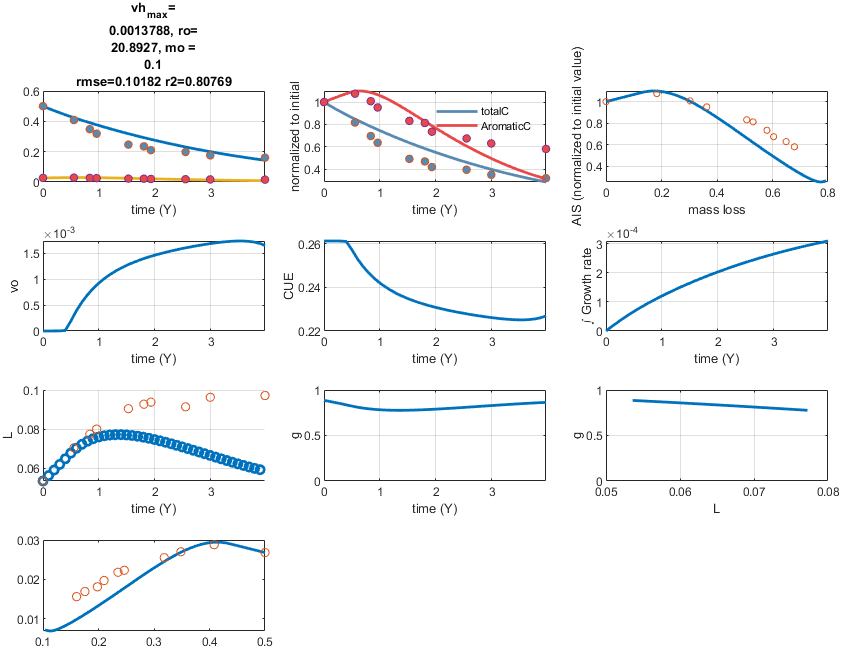 vh_max=
0.0013788, ro=
20.8927, mo =
0.1
rmse=0.10182 r2=0.80769
0.6
0.4
0.2
0
0 1 2 3
time (Y)
normalized to initial
1
0.8
0.6
0.4
totalC
AromaticC
0 1 2 3
time (Y)
AIS (normalized to initial value)
1
0.8
0.6
0.4
0 0.2 0.4 0.6 0.8
mass loss
×10^-3
vo
1.5
1
0.5
0
0 1 2 3
time (Y)
CUE
0.26
0.24
0.22
0 1 2 3
time (Y)
×10^-4
∫ Growth rate
3
2
1
0
0 1 2 3
time (Y)
L
0.1
0.08
0.06
0 1 2 3
time (Y)
g
1
0.5
0
0 1 2 3
time (Y)
g
1
0.5
0
0.05 0.06 0.07 0.08
L
0.03
0.02
0.01
0.1 0.2 0.3 0.4 0.5